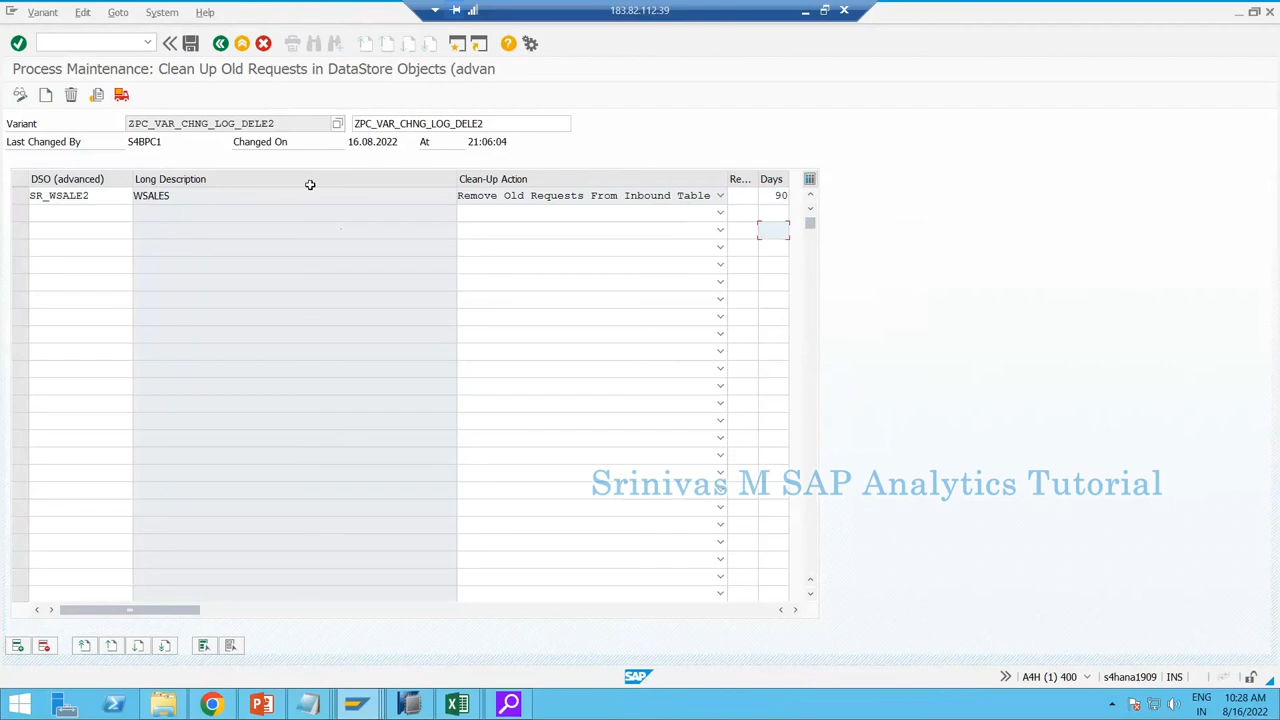 183.82.112.39
Variant Edit Goto System Help
Process Maintenance: Clean Up Old Requests in DataStore Objects (advan
Variant ZPC_VAR_CHNG_LOG_DELE2 ZPC_VAR_CHNG_LOG_DELE2
Last Changed By S4BPC1 Changed On 16.08.2022 At 21:06:04
DSO (advanced) Long Description Clean-Up Action Re... Days
SR_WSALE2 WSALES Remove Old Requests From Inbound Table 90
Srinivas M SAP Analytics Tutorial
SAP
A4H (1) 400 s4hana1909 INS
ENG 10:28 AM
IN 8/16/2022